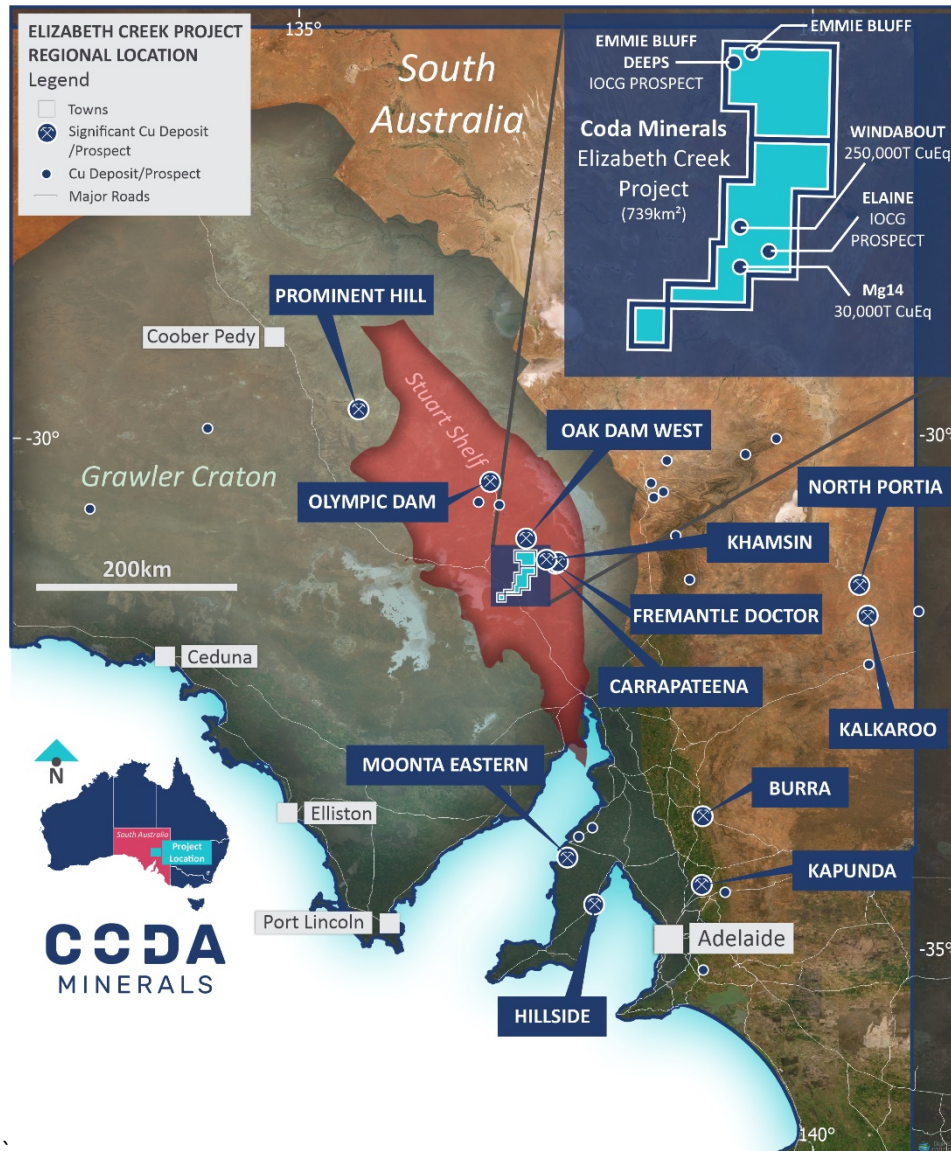 ELIZABETH CREEK PROJECT
REGIONAL LOCATION
Legend
Towns
Significant Cu Deposit
/Prospect
Cu Deposit/Prospect
Major Roads
135°
South
Australia
EMMIE BLUFF
EMMIE BLUFF
DEEPS
IOCG PROSPECT
Coda Minerals
Elizabeth Creek
Project
(739km²)
WINDABOUT
250,000T CuEq
ELAINE
IOCG
PROSPECT
Mg14
30,000T CuEq
PROMINENT HILL
Coober Pedy
Stuart Shelf
-30°
-30°
OAK DAM WEST
Grawler Craton
NORTH PORTIA
OLYMPIC DAM
KHAMSIN
200km
FREMANTLE DOCTOR
Ceduna
CARRAPATEENA
KALKAROO
N
MOONTA EASTERN
BURRA
Elliston
South Australia
Project
Location
KAPUNDA
CODA
MINERALS
Port Lincoln
Adelaide
-35°
HILLSIDE
140°
`